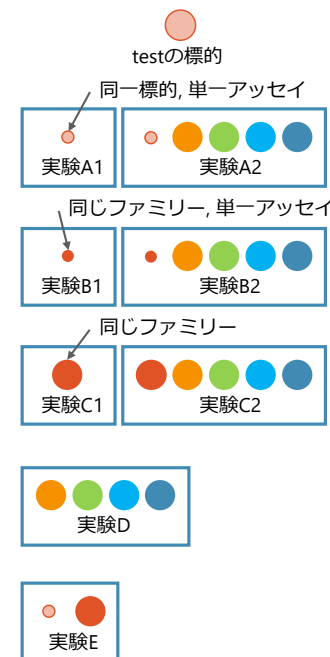 testの標的
同一標的, 単一アッセイ
実験A1
実験A2
同じファミリー, 単一アッセイ
実験B1
実験B2
同じファミリー
実験C1
実験C2
実験D
実験E